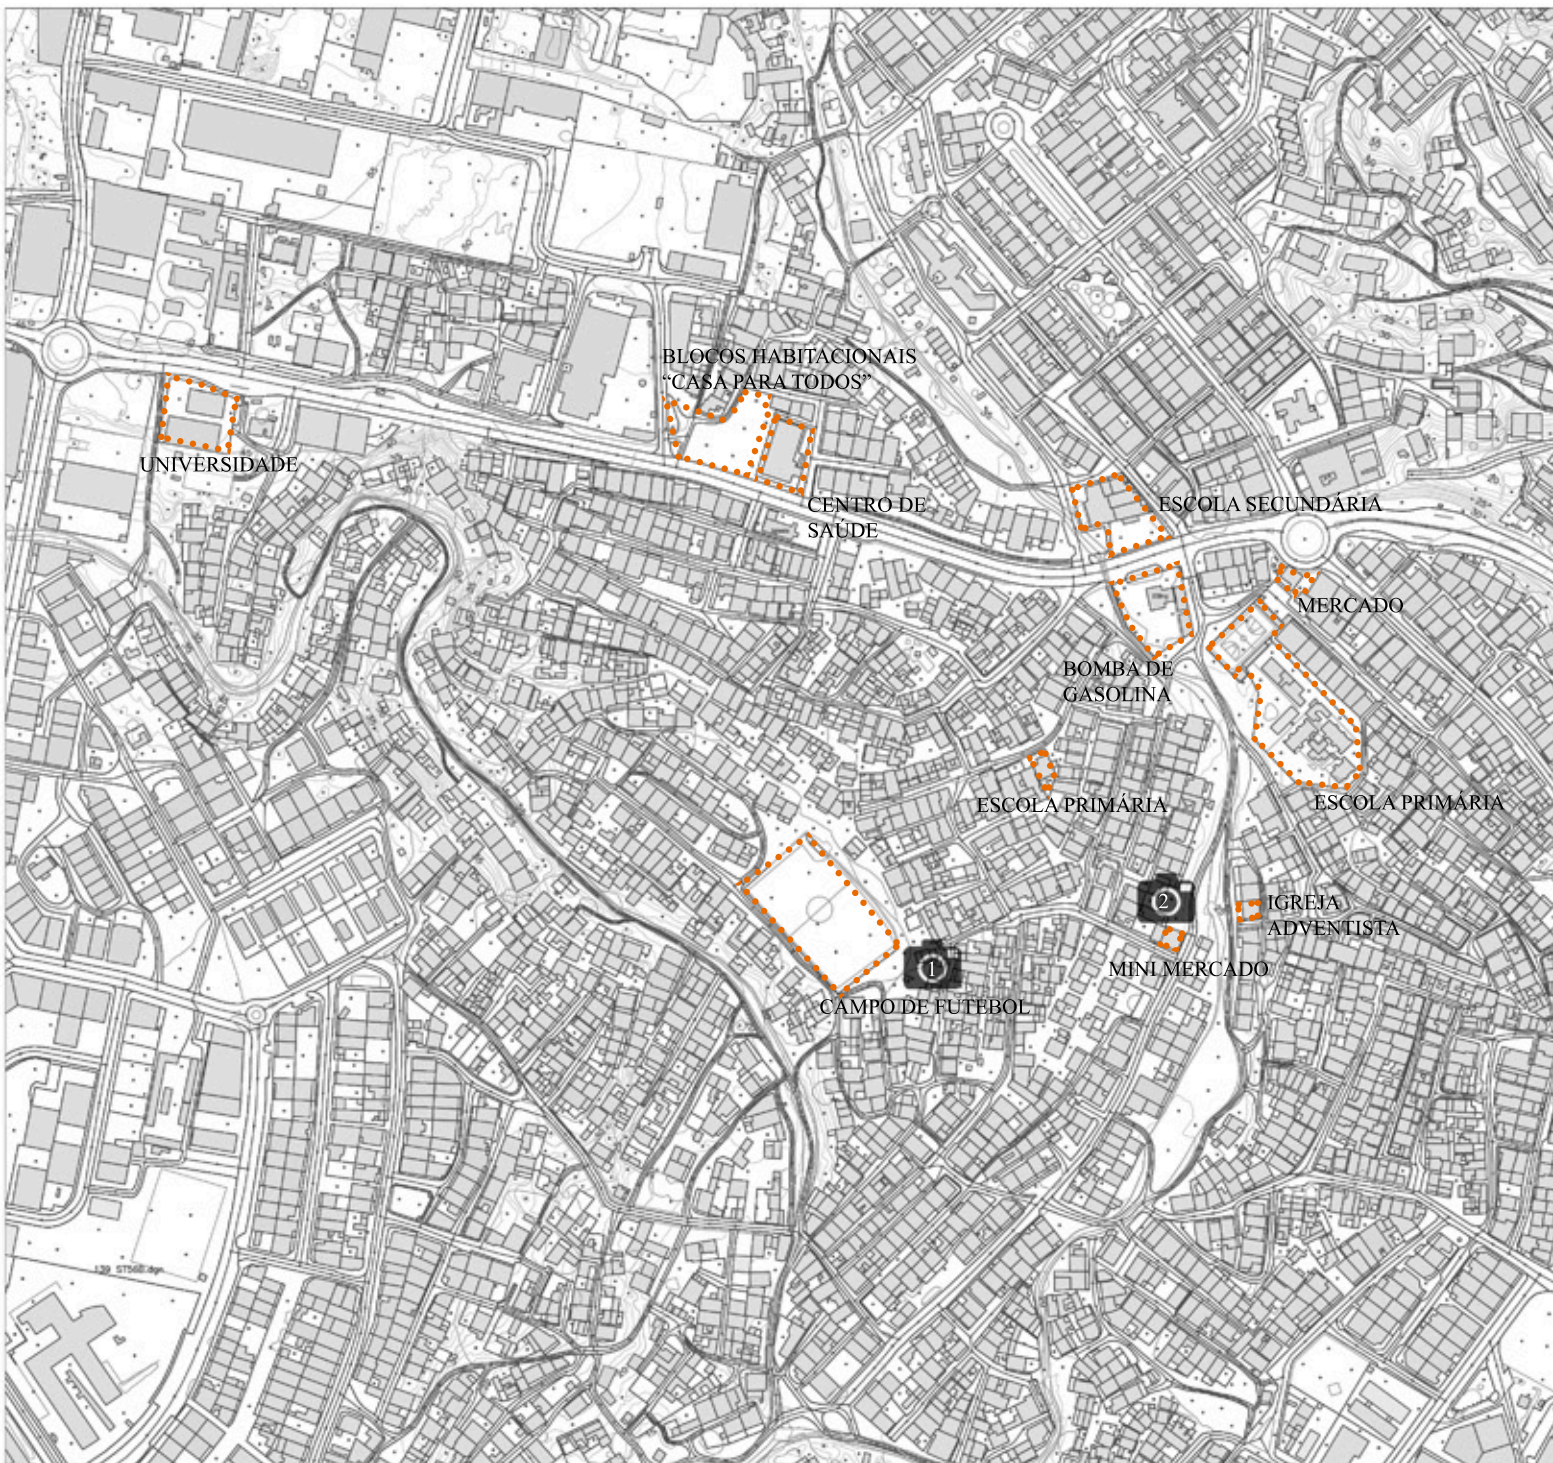 BLOCOS HABITACIONAIS
“CASA PARA TODOS”
UNIVERSIDADE
CENTRO DE
SAÚDE
ESCOLA SECUNDÁRIA
MERCADO
BOMBA DE
GASOLINA
ESCOLA PRIMÁRIA
ESCOLA PRIMÁRIA
2
IGREJA
ADVENTISTA
MINI MERCADO
1
CAMPO DE FUTEBOL